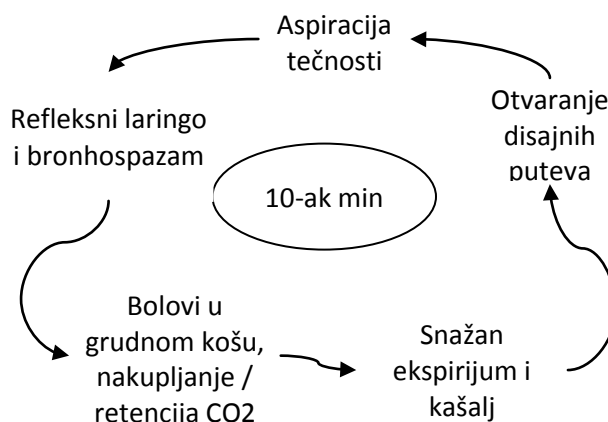 Aspiracija
tečnosti
Refleksni laringo
i bronhospazam
Otvaranje
disajnih
puteva
10-ak min
Bolovi u
grudnom košu,
nakupljanje /
retencija CO2
Snažan
ekspirijum i
kašalj